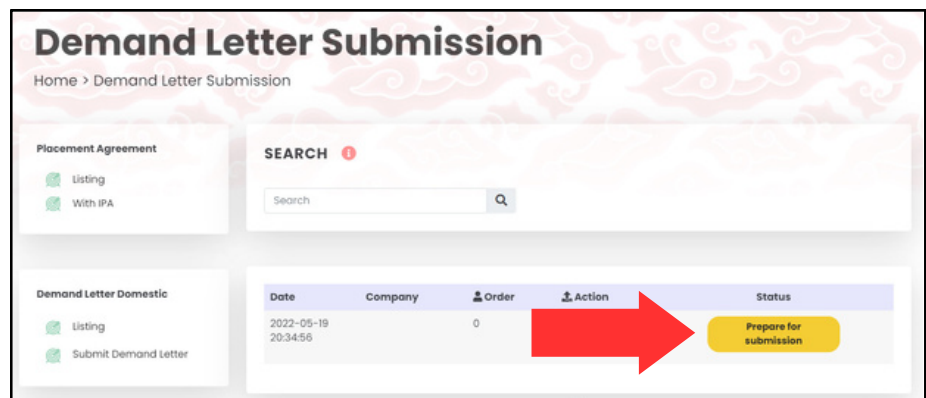 Demand Letter Submission
Home > Demand Letter Submission
Placement Agreement
Listing
With IPA
SEARCH
Search
Demand Letter Domestic
Listing
Submit Demand Letter
Date Company Order Action Status
2022-05-19 0 Prepare for
20:34:56 submission